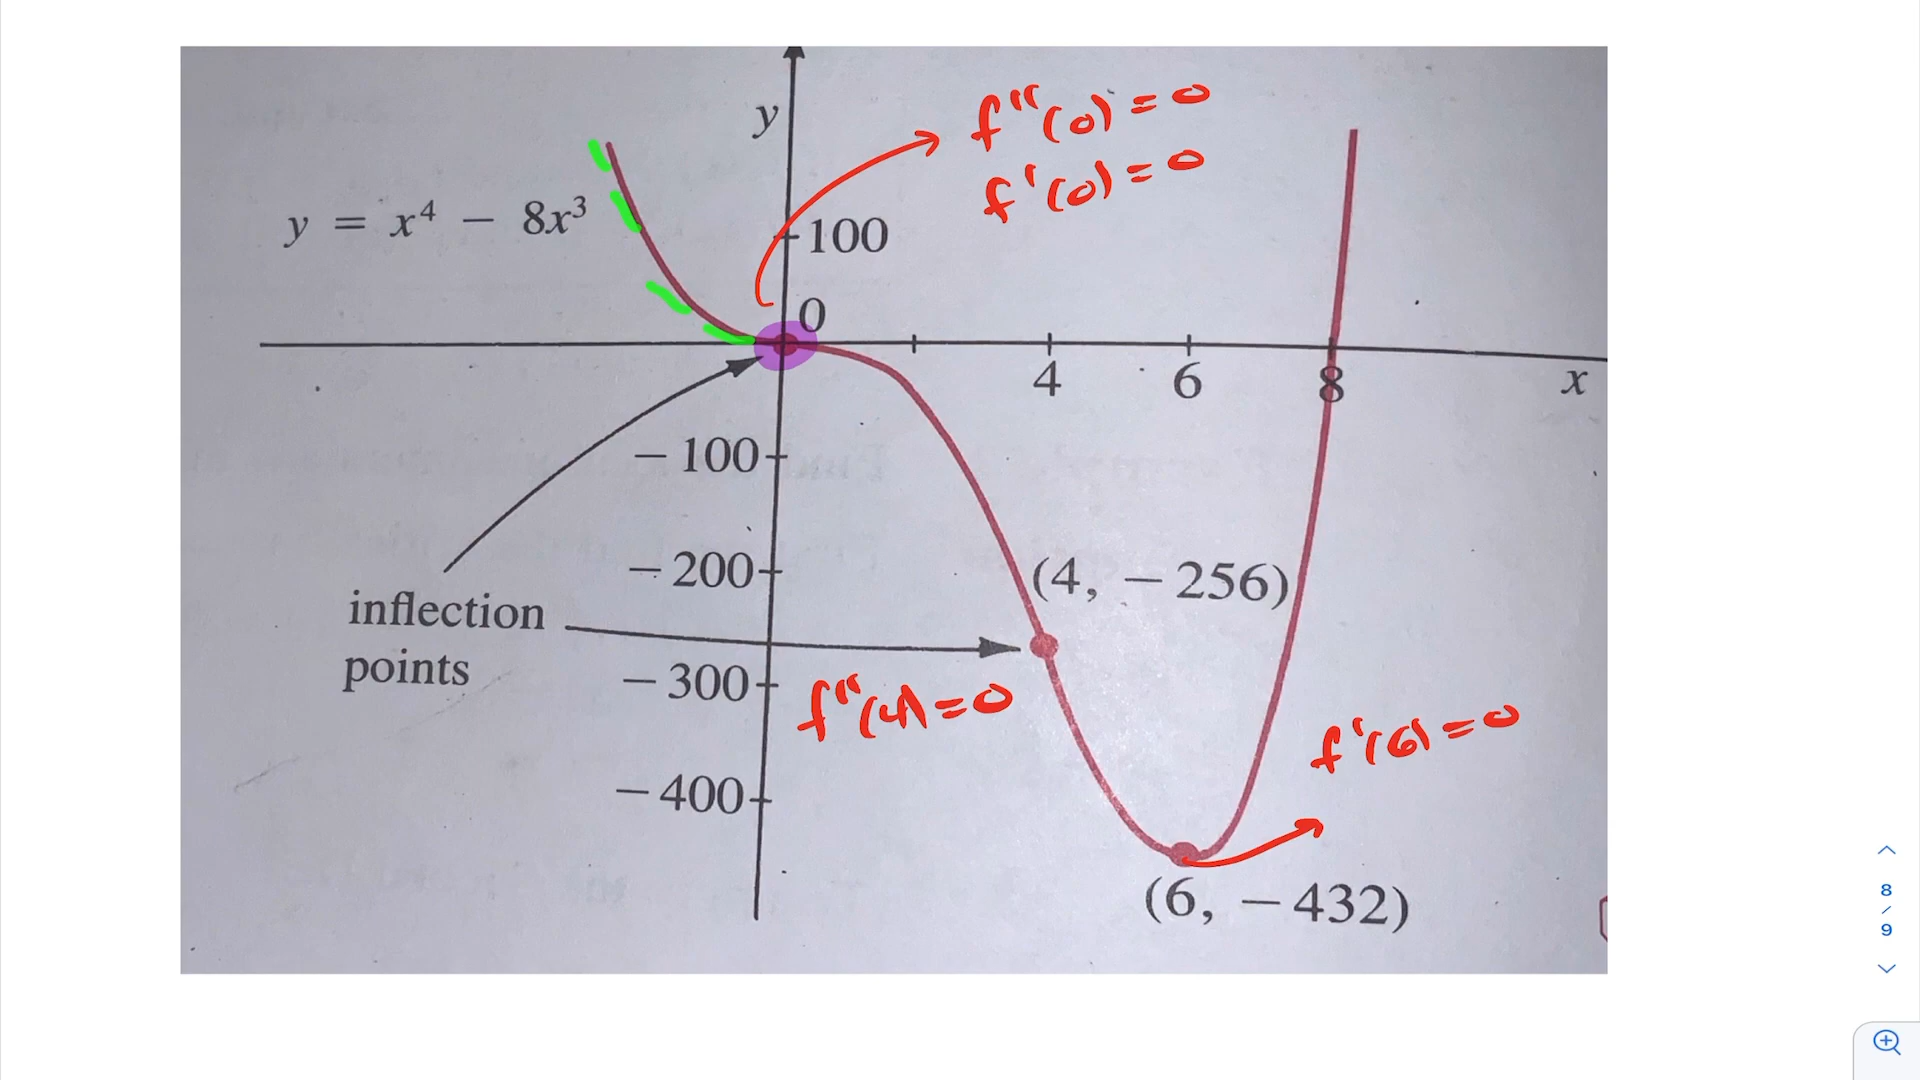 y
f''(0) = 0
f'(0) = 0
y = x⁴ − 8x³
100
0
4
6
8
x
− 100
− 200
(4, − 256)
inflection
points
− 300
f''(4) = 0
f'(6) = 0
− 400
(6, − 432)
8
/
9